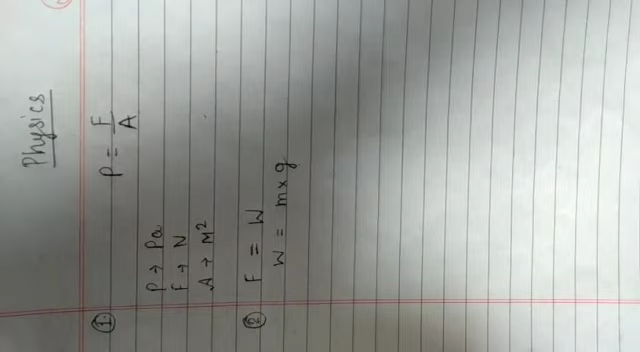 Physics
① P = F/A
P → Pa
F → N
A → M²
② F = W
W = m×g